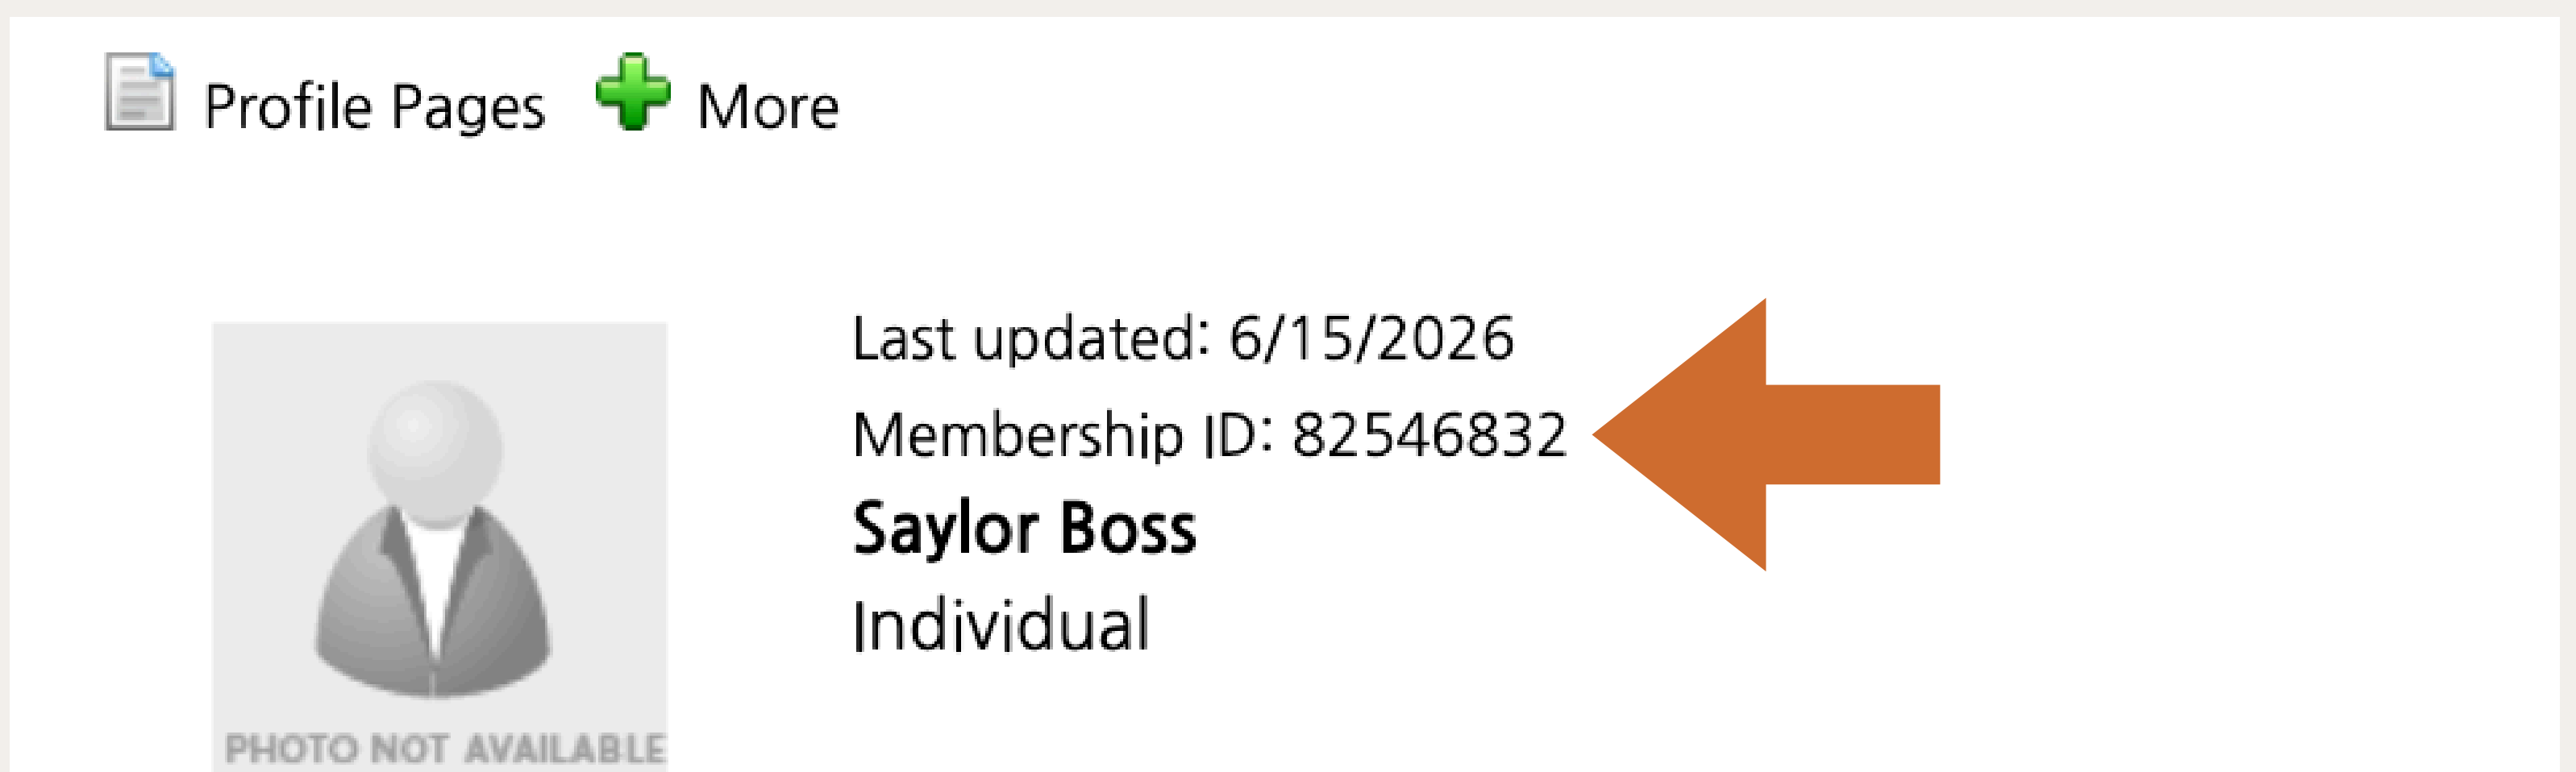 Profile Pages More
Last updated: 6/15/2026
Membership ID: 82546832
Saylor Boss
Individual
PHOTO NOT AVAILABLE